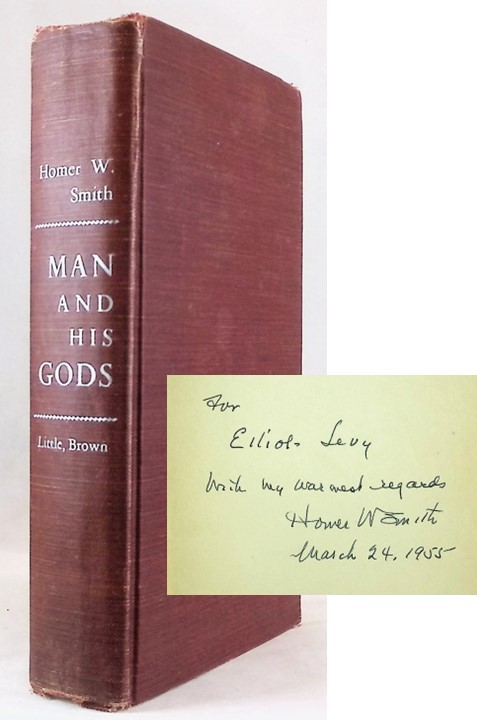 Homer W.
Smith
MAN
AND
HIS
GODS
Little, Brown
For
Elliot Levy
With my warmest regards
Homer W Smith
March 24, 1955